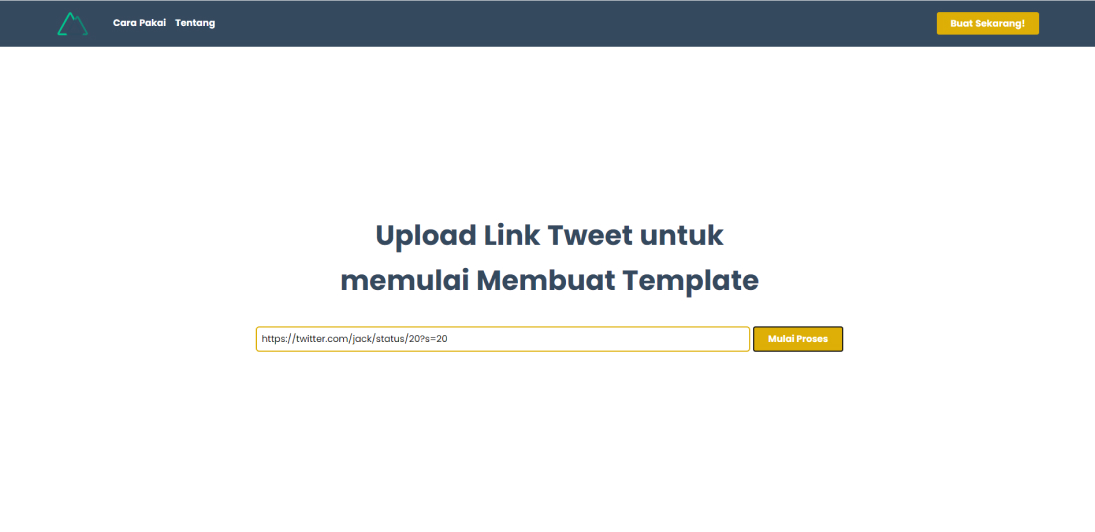 Cara Pakai Tentang Buat Sekarang!
Upload Link Tweet untuk
memulai Membuat Template
https://twitter.com/jack/status/20?s=20 Mulai Proses